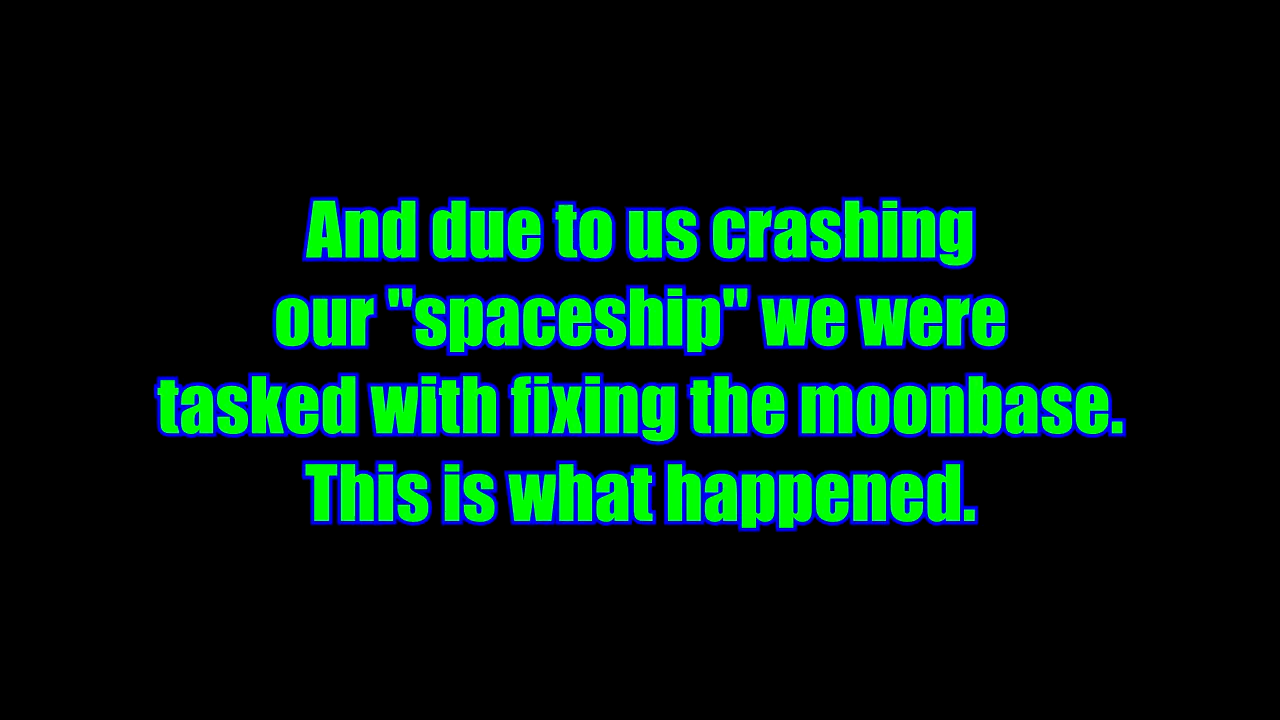 And due to us crashing
our "spaceship" we were
tasked with fixing the moonbase.
This is what happened.